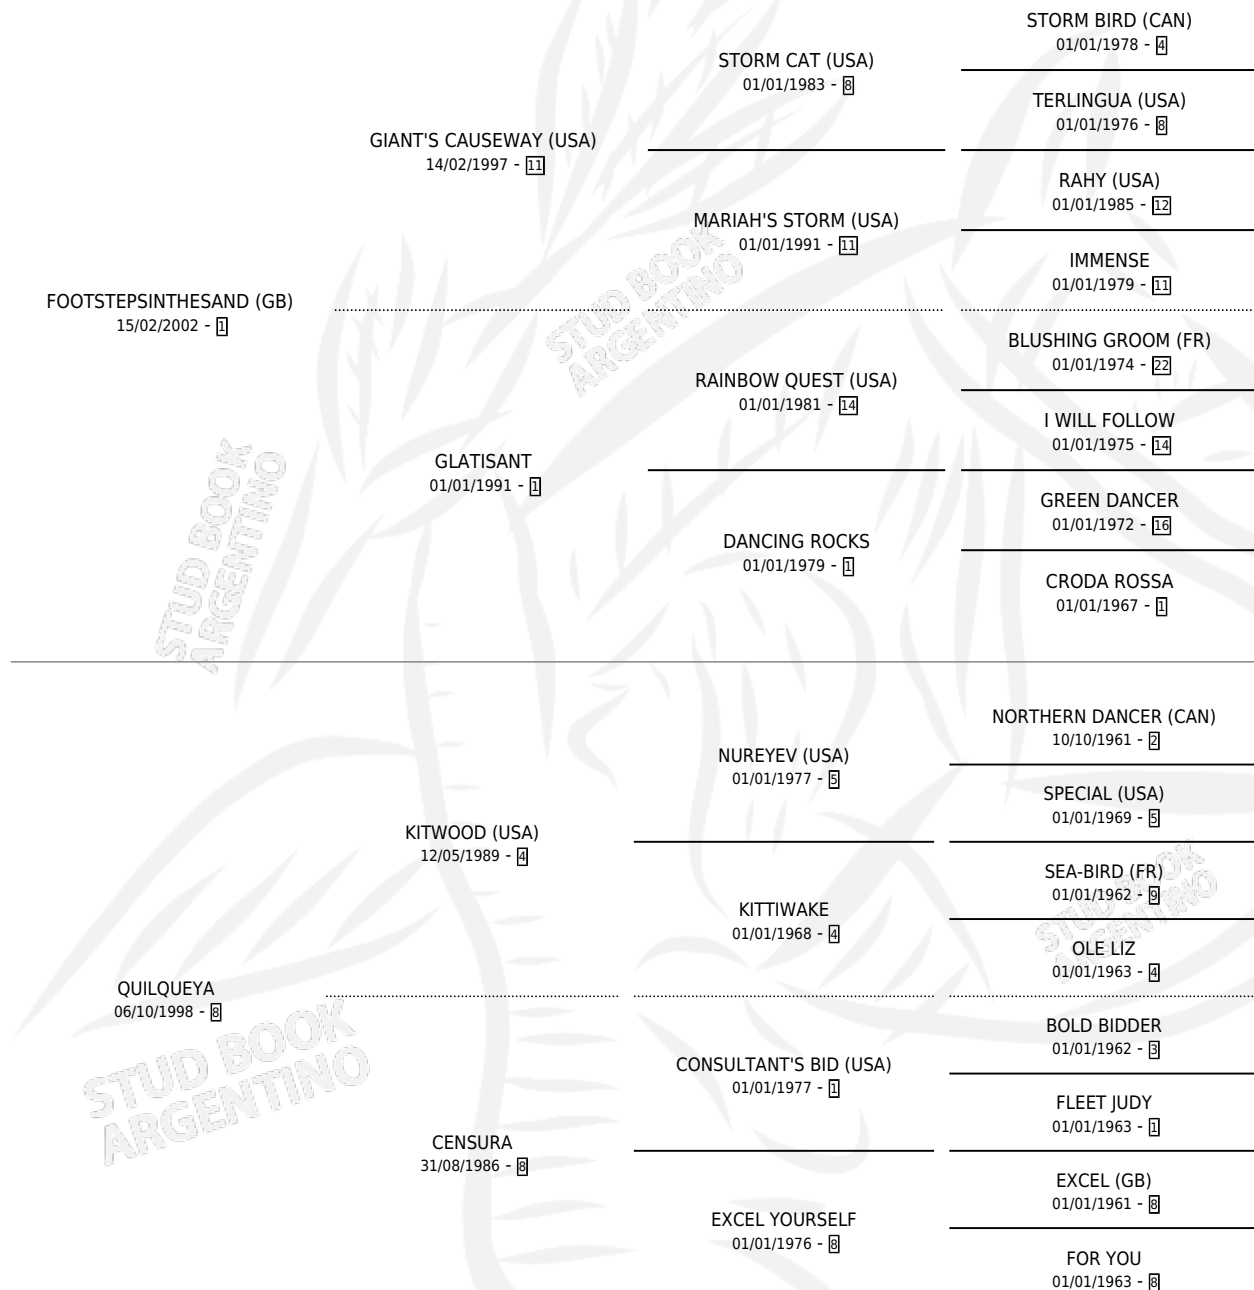 STORM BIRD (CAN)
01/01/1978 - 4
STORM CAT (USA)
01/01/1983 - 8
TERLINGUA (USA)
01/01/1976 - 8
GIANT'S CAUSEWAY (USA)
14/02/1997 - 11
RAHY (USA)
01/01/1985 - 12
MARIAH'S STORM (USA)
01/01/1991 - 11
IMMENSE
01/01/1979 - 11
FOOTSTEPSINTHESAND (GB)
15/02/2002 - 1
BLUSHING GROOM (FR)
01/01/1974 - 22
RAINBOW QUEST (USA)
01/01/1981 - 14
I WILL FOLLOW
01/01/1975 - 14
GLATISANT
01/01/1991 - 1
GREEN DANCER
01/01/1972 - 16
DANCING ROCKS
01/01/1979 - 1
CRODA ROSSA
01/01/1967 - 1
NORTHERN DANCER (CAN)
10/10/1961 - 2
NUREYEV (USA)
01/01/1977 - 5
SPECIAL (USA)
01/01/1969 - 5
KITWOOD (USA)
12/05/1989 - 4
SEA-BIRD (FR)
01/01/1962 - 9
KITTIWAKE
01/01/1968 - 4
OLE LIZ
01/01/1963 - 4
QUILQUEYA
06/10/1998 - 8
BOLD BIDDER
01/01/1962 - 3
CONSULTANT'S BID (USA)
01/01/1977 - 1
FLEET JUDY
01/01/1963 - 1
CENSURA
31/08/1986 - 8
EXCEL (GB)
01/01/1961 - 8
EXCEL YOURSELF
01/01/1976 - 8
FOR YOU
01/01/1963 - 8
STUD BOOK
ARGENTINO
STUD BOOK
ARGENTINO
STUD BOOK
ARGENTINO
STUD BOOK
ARGENTINO